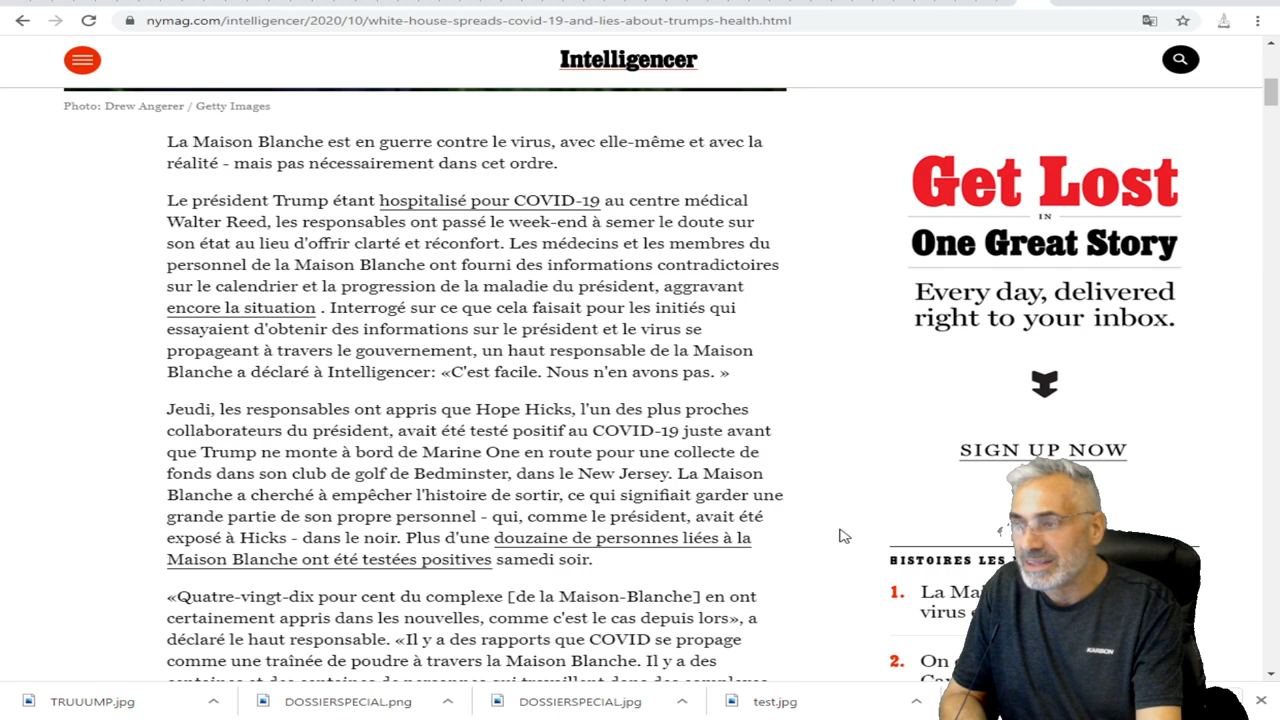 nymag.com/intelligencer/2020/10/white-house-spreads-covid-19-and-lies-about-trumps-health.html
Intelligencer
Photo: Drew Angerer / Getty Images
La Maison Blanche est en guerre contre le virus, avec elle-même et avec la
réalité - mais pas nécessairement dans cet ordre.
Le président Trump étant hospitalisé pour COVID-19 au centre médical
Walter Reed, les responsables ont passé le week-end à semer le doute sur
son état au lieu d'offrir clarté et réconfort. Les médecins et les membres du
personnel de la Maison Blanche ont fourni des informations contradictoires
sur le calendrier et la progression de la maladie du président, aggravant
encore la situation . Interrogé sur ce que cela faisait pour les initiés qui
essayaient d'obtenir des informations sur le président et le virus se
propageant à travers le gouvernement, un haut responsable de la Maison
Blanche a déclaré à Intelligencer: «C'est facile. Nous n'en avons pas. »
Jeudi, les responsables ont appris que Hope Hicks, l'un des plus proches
collaborateurs du président, avait été testé positif au COVID-19 juste avant
que Trump ne monte à bord de Marine One en route pour une collecte de
fonds dans son club de golf de Bedminster, dans le New Jersey. La Maison
Blanche a cherché à empêcher l'histoire de sortir, ce qui signifiait garder une
grande partie de son propre personnel - qui, comme le président, avait été
exposé à Hicks - dans le noir. Plus d'une douzaine de personnes liées à la
Maison Blanche ont été testées positives samedi soir.
«Quatre-vingt-dix pour cent du complexe [de la Maison-Blanche] en ont
certainement appris dans les nouvelles, comme c'est le cas depuis lors», a
déclaré le haut responsable. «Il y a des rapports que COVID se propage
comme une traînée de poudre à travers la Maison Blanche. Il y a des
Get Lost
IN
One Great Story
Every day, delivered
right to your inbox.
SIGN UP NOW
HISTOIRES LES
1. La Ma
virus
2. On
KARBON
TRUUUMP.jpg
DOSSIERSPECIAL.png
DOSSIERSPECIAL.jpg
test.jpg